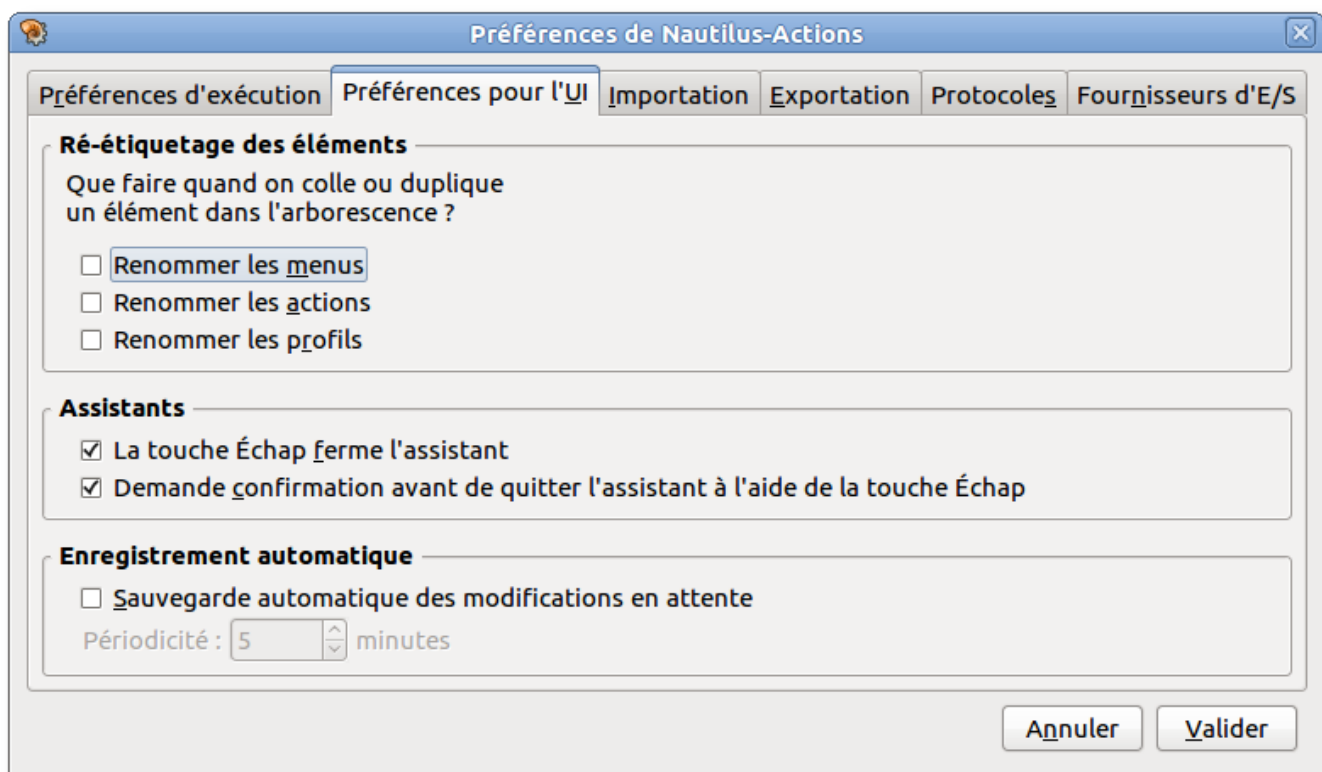 Préférences de Nautilus-Actions
Préférences d'exécution Préférences pour l'UI Importation Exportation Protocoles Fournisseurs d'E/S
Ré-étiquetage des éléments
Que faire quand on colle ou duplique
un élément dans l'arborescence ?
Renommer les menus
Renommer les actions
Renommer les profils
Assistants
La touche Échap ferme l'assistant
Demande confirmation avant de quitter l'assistant à l'aide de la touche Échap
Enregistrement automatique
Sauvegarde automatique des modifications en attente
Périodicité : 5 minutes
Annuler Valider